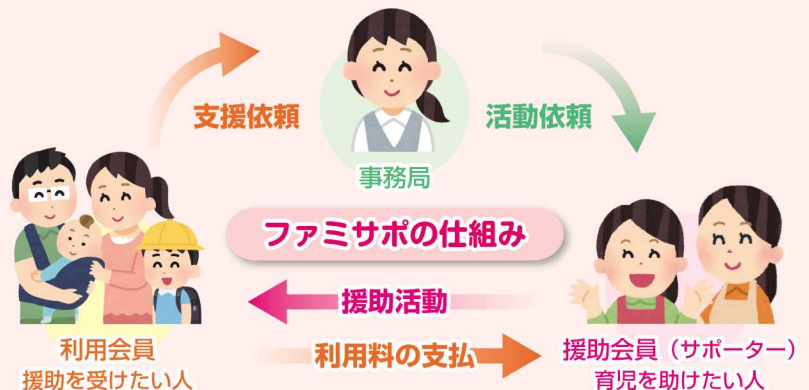 支援依頼
活動依頼
事務局
ファミサポの仕組み
援助活動
利用料の支払
利用会員
援助を受けたい人
援助会員（サポーター）
育児を助けたい人